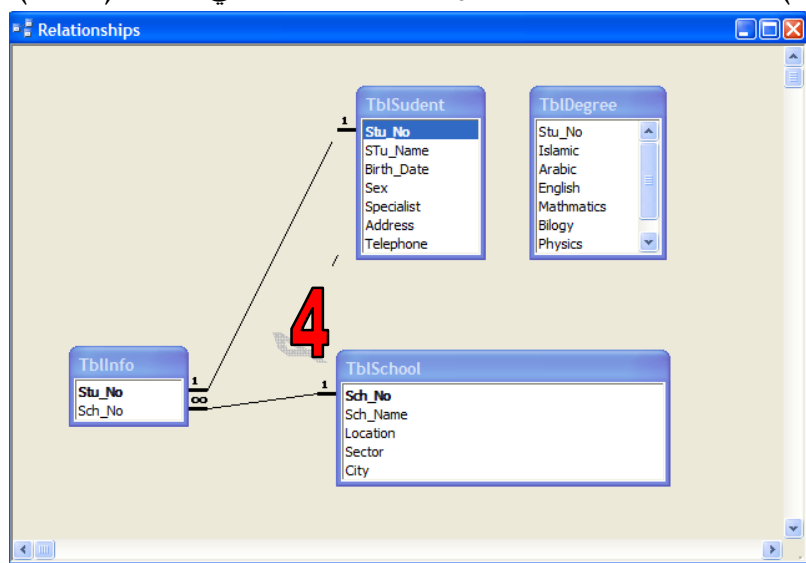 Relationships
TblSudent
1
Stu_No
STu_Name
Birth_Date
Sex
Specialist
Address
Telephone
TblDegree
Stu_No
Islamic
Arabic
English
Mathmatics
Bilogy
Physics
4
TblInfo
Stu_No
Sch_No
1
∞
1
TblSchool
Sch_No
Sch_Name
Location
Sector
City